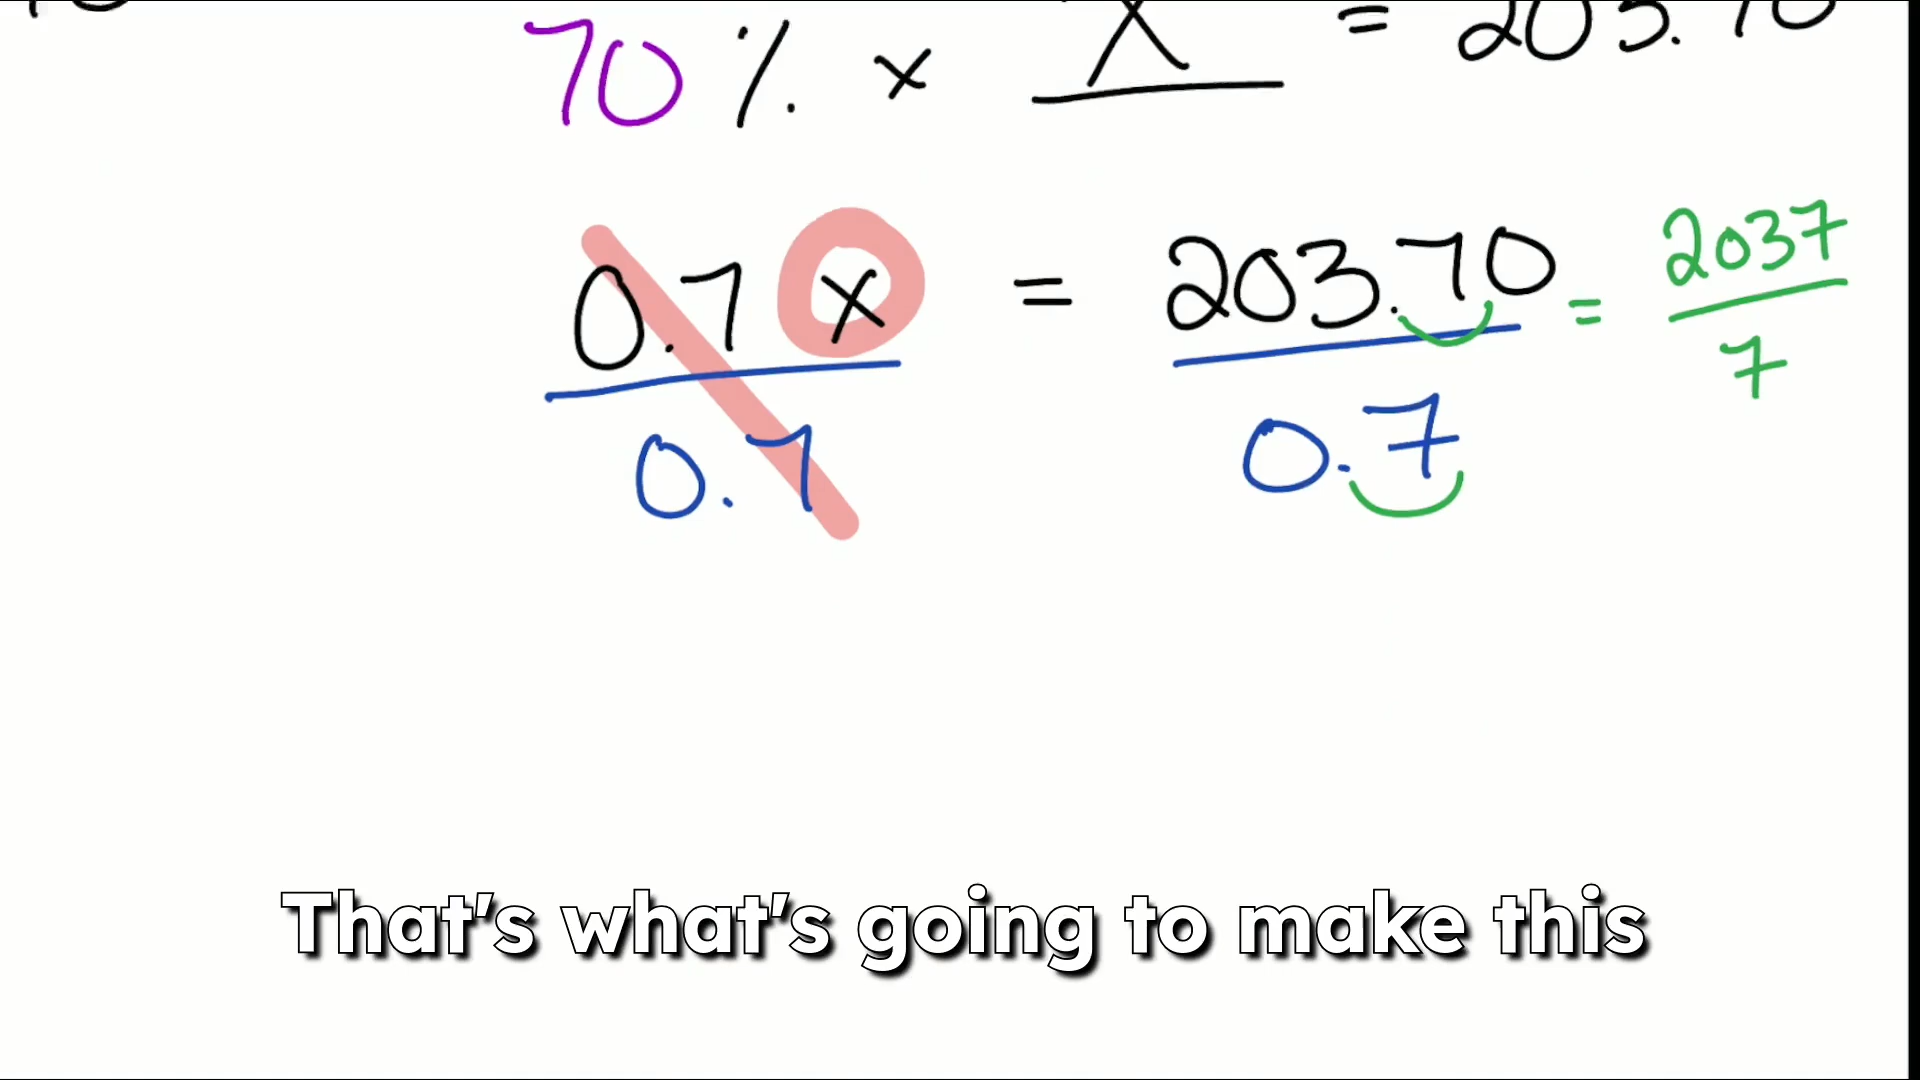 70% × x = 203.70
0.7x = 203.70 = 2037
0.7 0.7 7
That's what's going to make this